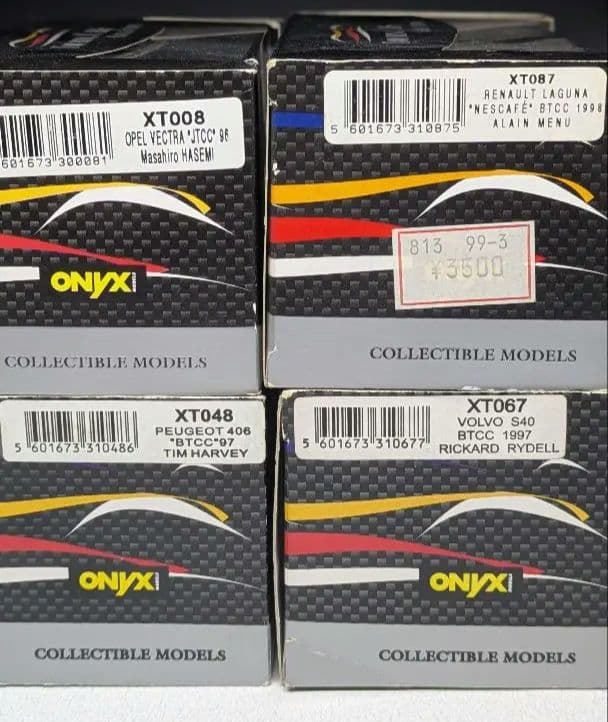 XT008
OPEL VECTRA "JTCC" 96
Masahiro HASEMI
601673 300081
ONYX
COLLECTIBLE MODELS
XT087
RENAULT LAGUNA
"NESCAFÉ" BTCC 1998
ALAIN MENU
5 601673 310875
813 99-3
¥3500
COLLECTIBLE MODELS
XT048
PEUGEOT 406
"BTCC"97
TIM HARVEY
5 601673 310486
ONYX
COLLECTIBLE MODELS
XT067
VOLVO S40
BTCC 1997
RICKARD RYDELL
5 601673 310677
ONYX
COLLECTIBLE MODELS